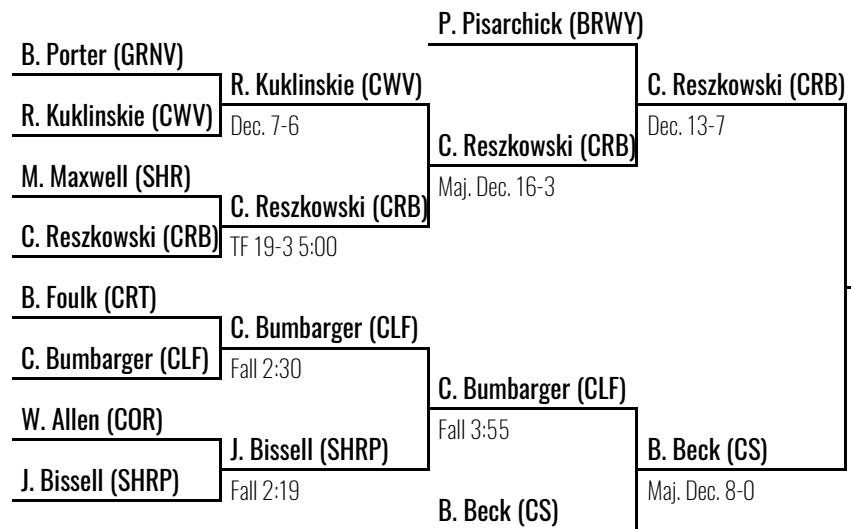 P. Pisarchick (BRWY)
B. Porter (GRNV)
R. Kuklinskie (CWV)
C. Reszkowski (CRB)
R. Kuklinskie (CWV)
Dec. 7-6
Dec. 13-7
C. Reszkowski (CRB)
M. Maxwell (SHR)
Maj. Dec. 16-3
C. Reszkowski (CRB)
C. Reszkowski (CRB)
TF 19-3 5:00
B. Foulk (CRT)
C. Bumbarger (CLF)
C. Bumbarger (CLF)
Fall 2:30
C. Bumbarger (CLF)
W. Allen (COR)
Fall 3:55
J. Bissell (SHRP)
B. Beck (CS)
J. Bissell (SHRP)
Fall 2:19
Maj. Dec. 8-0
B. Beck (CS)